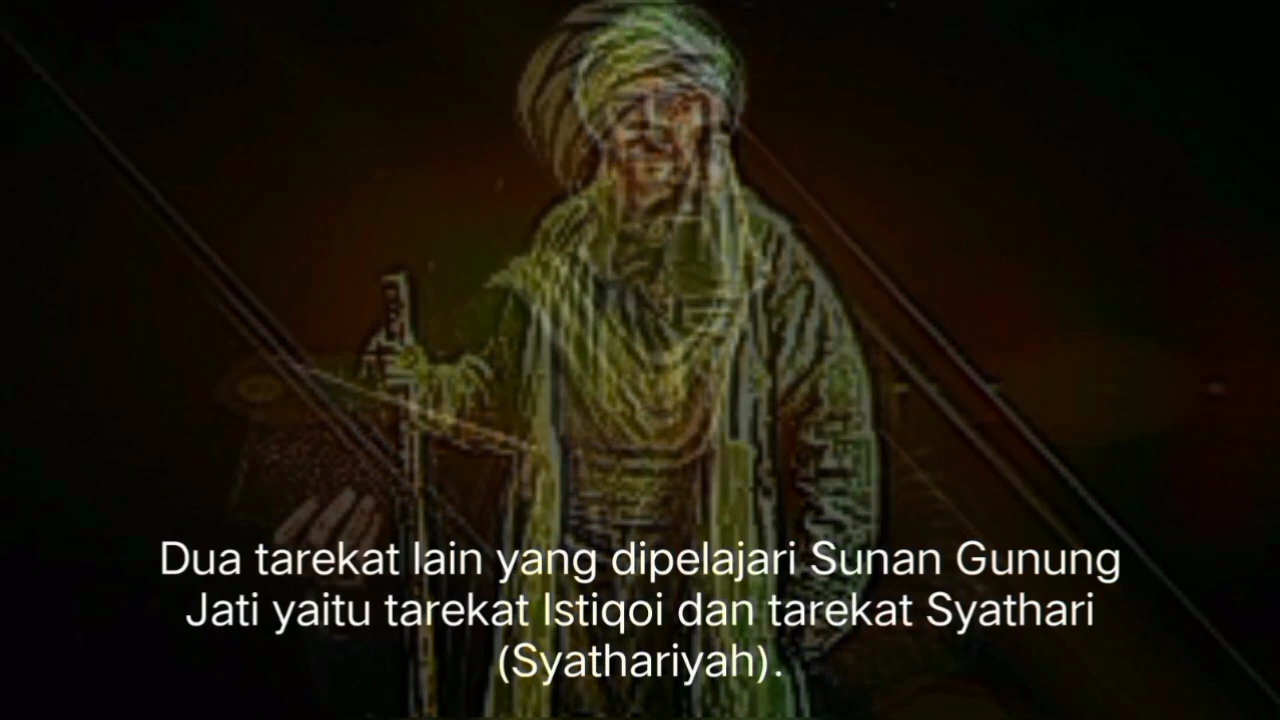 Dua tarekat lain yang dipelajari Sunan Gunung
Jati yaitu tarekat Istiqoi dan tarekat Syathari
(Syathariyah).